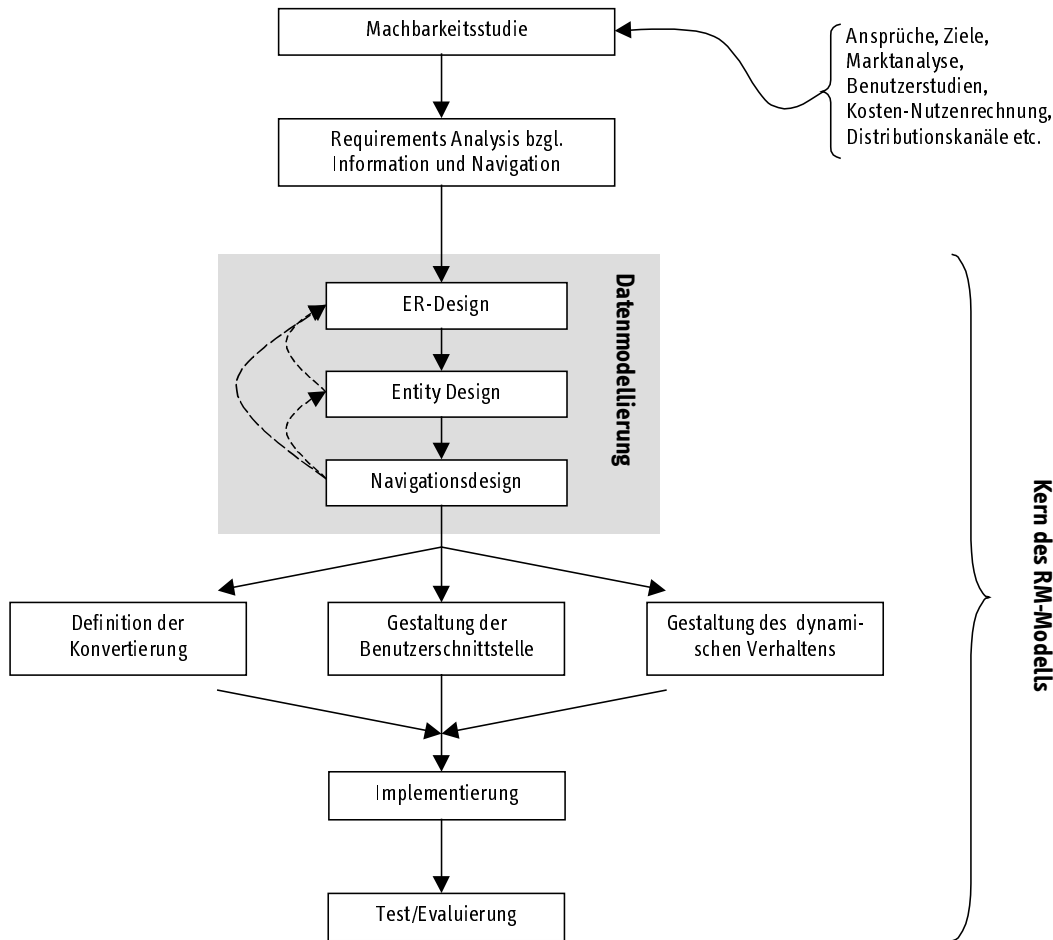 Machbarkeitsstudie
Ansprüche, Ziele,
Marktanalyse,
Benutzerstudien,
Kosten-Nutzenrechnung,
Distributionskanäle etc.
Requirements Analysis bzgl.
Information und Navigation
Datenmodellierung
ER-Design
Entity Design
Navigationsdesign
Kern des RM-Modells
Definition der
Konvertierung
Gestaltung der
Benutzerschnittstelle
Gestaltung des dynami-
schen Verhaltens
Implementierung
Test/Evaluierung